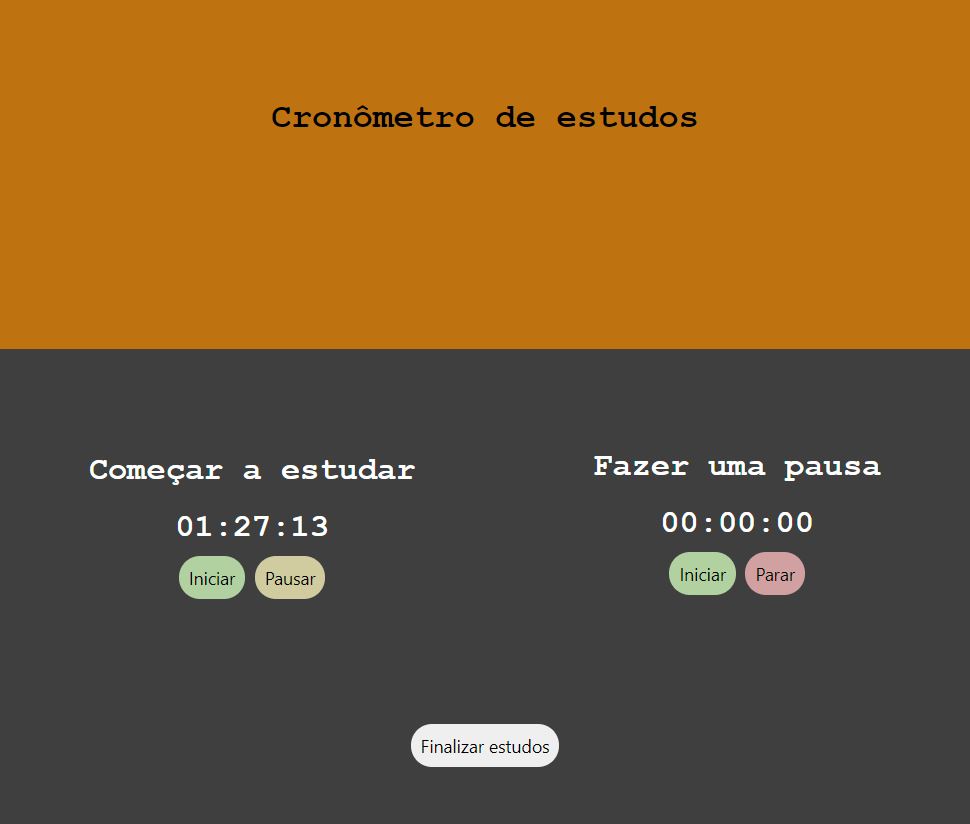 Cronômetro de estudos
Começar a estudar
01:27:13
Iniciar Pausar
Fazer uma pausa
00:00:00
Iniciar Parar
Finalizar estudos